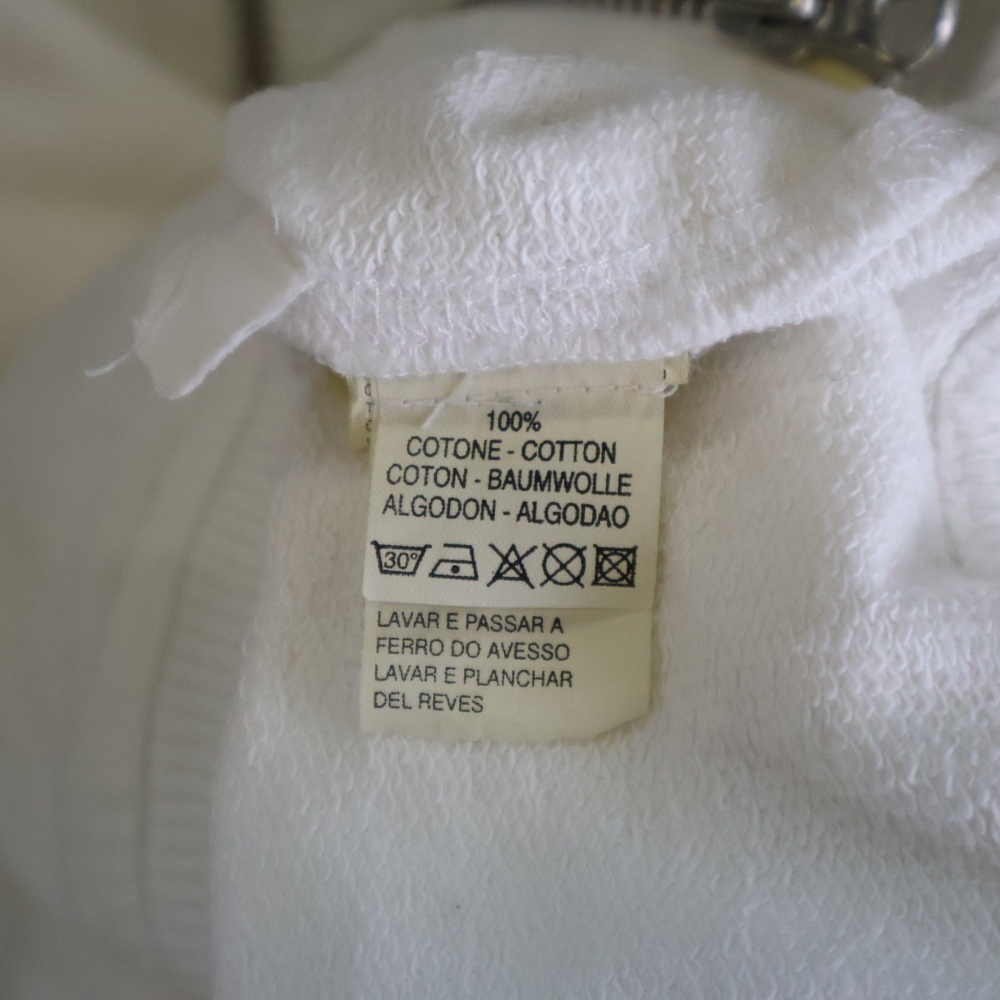 100%
COTONE - COTTON
COTON - BAUMWOLLE
ALGODON - ALGODAO
30°
LAVAR E PASSAR A
FERRO DO AVESSO
LAVAR E PLANCHAR
DEL REVES